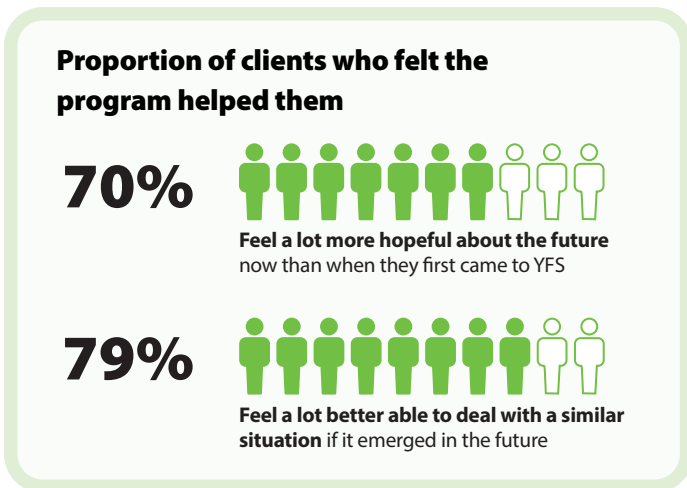 Proportion of clients who felt the
program helped them
70%
Feel a lot more hopeful about the future
now than when they first came to YFS
79%
Feel a lot better able to deal with a similar
situation if it emerged in the future